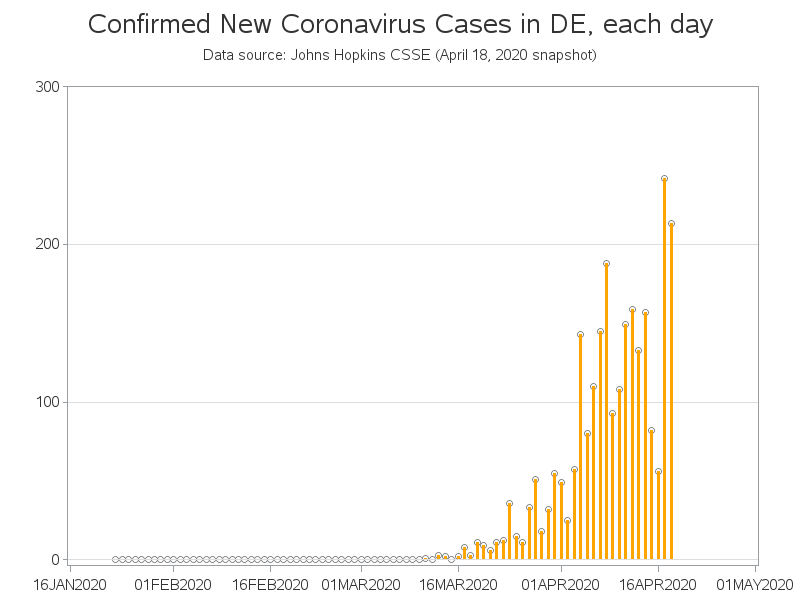 Confirmed New Coronavirus Cases in DE, each day
Data source: Johns Hopkins CSSE (April 18, 2020 snapshot)
300
200
100
0
16JAN2020 01FEB2020 16FEB2020 01MAR2020 16MAR2020 01APR2020 16APR2020 01MAY2020